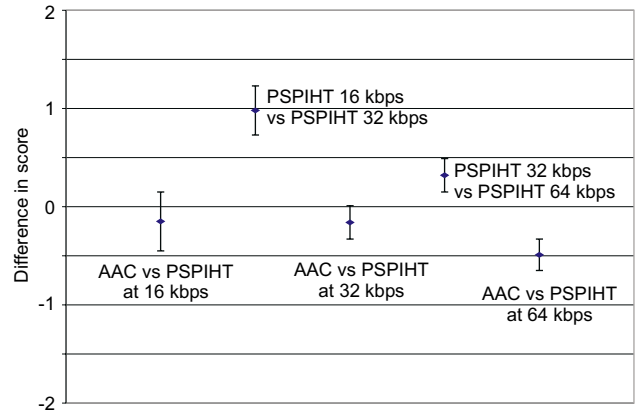 2
1
0
-1
-2
Difference in score
PSPIHT 16 kbps
vs PSPIHT 32 kbps
PSPIHT 32 kbps
vs PSPIHT 64 kbps
AAC vs PSPIHT
at 16 kbps
AAC vs PSPIHT
at 32 kbps
AAC vs PSPIHT
at 64 kbps